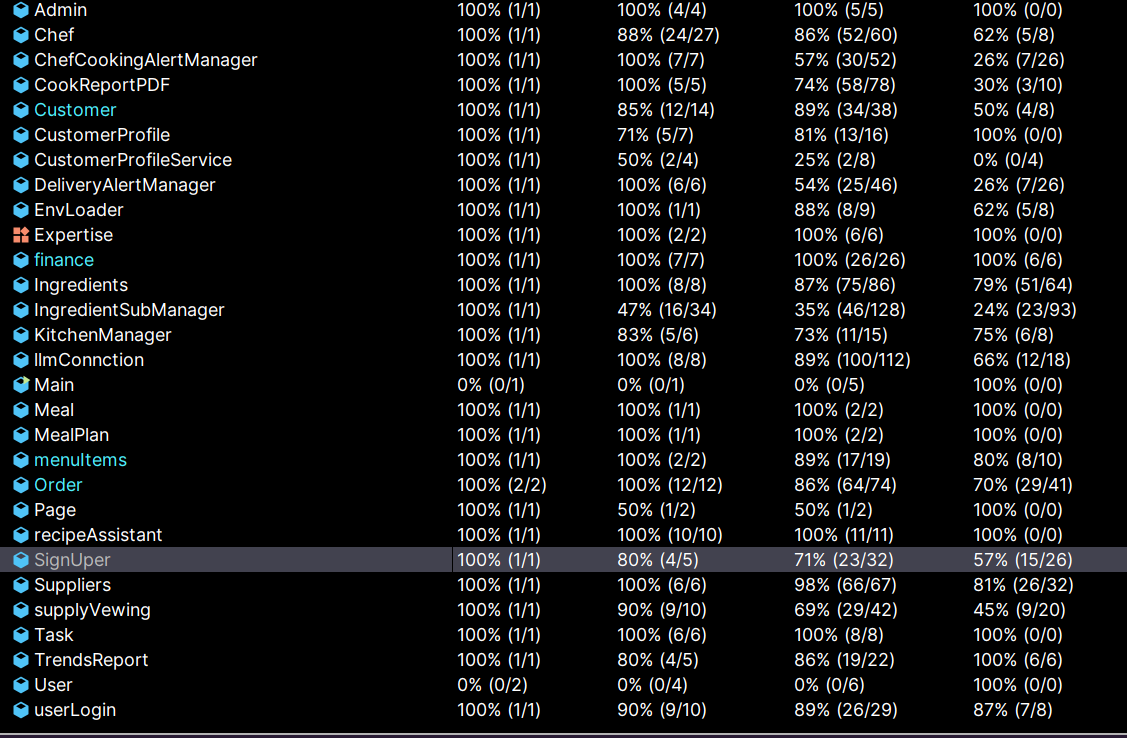 Admin 100% (1/1) 100% (4/4) 100% (5/5) 100% (0/0)
Chef 100% (1/1) 88% (24/27) 86% (52/60) 62% (5/8)
ChefCookingAlertManager 100% (1/1) 100% (7/7) 57% (30/52) 26% (7/26)
CookReportPDF 100% (1/1) 100% (5/5) 74% (58/78) 30% (3/10)
Customer 100% (1/1) 85% (12/14) 89% (34/38) 50% (4/8)
CustomerProfile 100% (1/1) 71% (5/7) 81% (13/16) 100% (0/0)
CustomerProfileService 100% (1/1) 50% (2/4) 25% (2/8) 0% (0/4)
DeliveryAlertManager 100% (1/1) 100% (6/6) 54% (25/46) 26% (7/26)
EnvLoader 100% (1/1) 100% (1/1) 88% (8/9) 62% (5/8)
Expertise 100% (1/1) 100% (2/2) 100% (6/6) 100% (0/0)
finance 100% (1/1) 100% (7/7) 100% (26/26) 100% (6/6)
Ingredients 100% (1/1) 100% (8/8) 87% (75/86) 79% (51/64)
IngredientSubManager 100% (1/1) 47% (16/34) 35% (46/128) 24% (23/93)
KitchenManager 100% (1/1) 83% (5/6) 73% (11/15) 75% (6/8)
llmConnction 100% (1/1) 100% (8/8) 89% (100/112) 66% (12/18)
Main 0% (0/1) 0% (0/1) 0% (0/5) 100% (0/0)
Meal 100% (1/1) 100% (1/1) 100% (2/2) 100% (0/0)
MealPlan 100% (1/1) 100% (1/1) 100% (2/2) 100% (0/0)
menuItems 100% (1/1) 100% (2/2) 89% (17/19) 80% (8/10)
Order 100% (2/2) 100% (12/12) 86% (64/74) 70% (29/41)
Page 100% (1/1) 50% (1/2) 50% (1/2) 100% (0/0)
recipeAssistant 100% (1/1) 100% (10/10) 100% (11/11) 100% (0/0)
SignUper 100% (1/1) 80% (4/5) 71% (23/32) 57% (15/26)
Suppliers 100% (1/1) 100% (6/6) 98% (66/67) 81% (26/32)
supplyVewing 100% (1/1) 90% (9/10) 69% (29/42) 45% (9/20)
Task 100% (1/1) 100% (6/6) 100% (8/8) 100% (0/0)
TrendsReport 100% (1/1) 80% (4/5) 86% (19/22) 100% (6/6)
User 0% (0/2) 0% (0/4) 0% (0/6) 100% (0/0)
userLogin 100% (1/1) 90% (9/10) 89% (26/29) 87% (7/8)